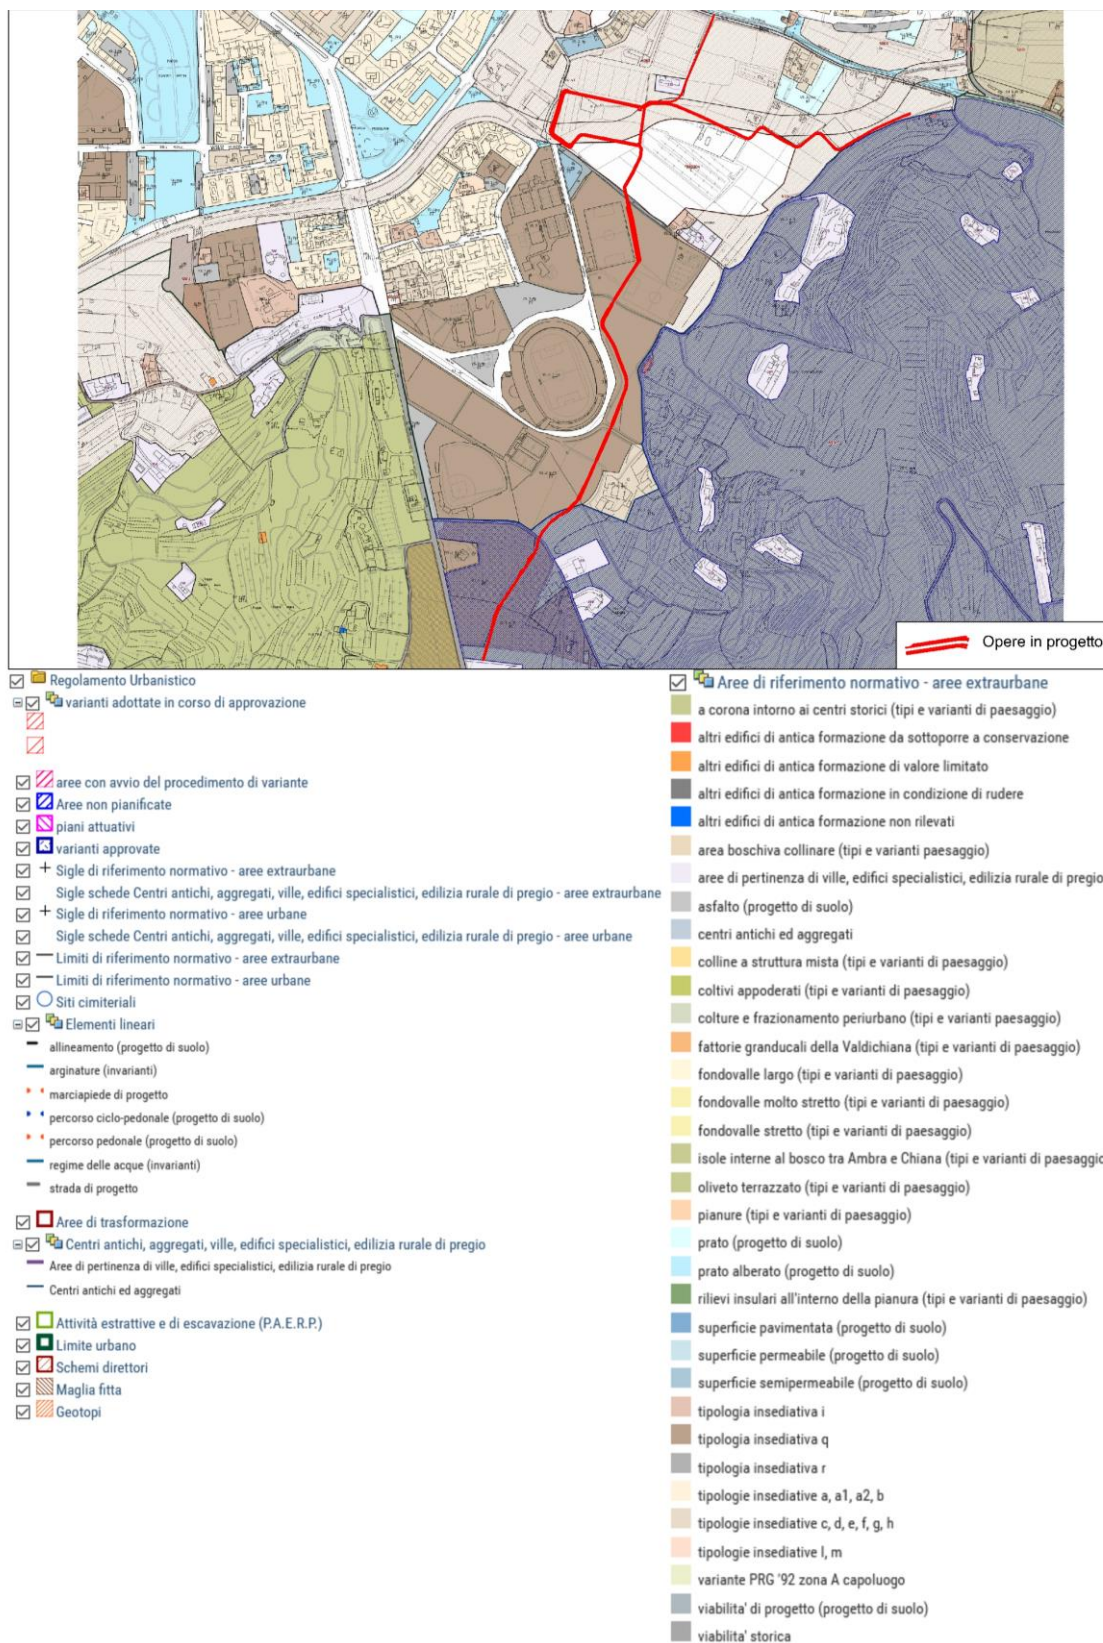 Opere in progetto
Regolamento Urbanistico
varianti adottate in corso di approvazione
aree con avvio del procedimento di variante
Aree non pianificate
piani attuativi
varianti approvate
Sigle di riferimento normativo - aree extraurbane
Sigle schede Centri antichi, aggregati, ville, edifici specialistici, edilizia rurale di pregio - aree extraurbane
Sigle di riferimento normativo - aree urbane
Sigle schede Centri antichi, aggregati, ville, edifici specialistici, edilizia rurale di pregio - aree urbane
Limiti di riferimento normativo - aree extraurbane
Limiti di riferimento normativo - aree urbane
Siti cimiteriali
Elementi lineari
allineamento (progetto di suolo)
arginature (invarianti)
marciapiede di progetto
percorso ciclo-pedonale (progetto di suolo)
percorso pedonale (progetto di suolo)
regime delle acque (invarianti)
strada di progetto
Aree di trasformazione
Centri antichi, aggregati, ville, edifici specialistici, edilizia rurale di pregio
Aree di pertinenza di ville, edifici specialistici, edilizia rurale di pregio
Centri antichi ed aggregati
Attività estrattive e di escavazione (P.A.E.R.P.)
Limite urbano
Schemi direttori
Maglia fitta
Geotopi
Aree di riferimento normativo - aree extraurbane
a corona intorno ai centri storici (tipi e varianti di paesaggio)
altri edifici di antica formazione da sottoporre a conservazione
altri edifici di antica formazione di valore limitato
altri edifici di antica formazione in condizione di rudere
altri edifici di antica formazione non rilevati
area boschiva collinare (tipi e varianti paesaggio)
aree di pertinenza di ville, edifici specialistici, edilizia rurale di pregio
asfalto (progetto di suolo)
centri antichi ed aggregati
colline a struttura mista (tipi e varianti di paesaggio)
coltivi appoderati (tipi e varianti di paesaggio)
colture e frazionamento periurbano (tipi e varianti paesaggio)
fattorie granducali della Valdichiana (tipi e varianti di paesaggio)
fondovalle largo (tipi e varianti di paesaggio)
fondovalle molto stretto (tipi e varianti di paesaggio)
fondovalle stretto (tipi e varianti di paesaggio)
isole interne al bosco tra Ambra e Chiana (tipi e varianti di paesaggio
oliveto terrazzato (tipi e varianti di paesaggio)
pianure (tipi e varianti di paesaggio)
prato (progetto di suolo)
prato alberato (progetto di suolo)
rilievi insulari all'interno della pianura (tipi e varianti di paesaggio)
superficie pavimentata (progetto di suolo)
superficie permeabile (progetto di suolo)
superficie semipermeabile (progetto di suolo)
tipologia insediativa i
tipologia insediativa q
tipologia insediativa r
tipologie insediative a, a1, a2, b
tipologie insediative c, d, e, f, g, h
tipologie insediative l, m
variante PRG '92 zona A capoluogo
viabilita' di progetto (progetto di suolo)
viabilita' storica